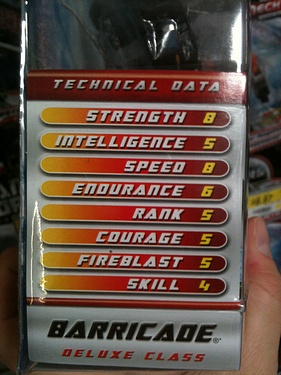 TECHNICAL DATA
STRENGTH 8
INTELLIGENCE 5
SPEED 8
ENDURANCE 6
RANK 5
COURAGE 5
FIREBLAST 5
SKILL 4
BARRICADE®
DELUXE CLASS